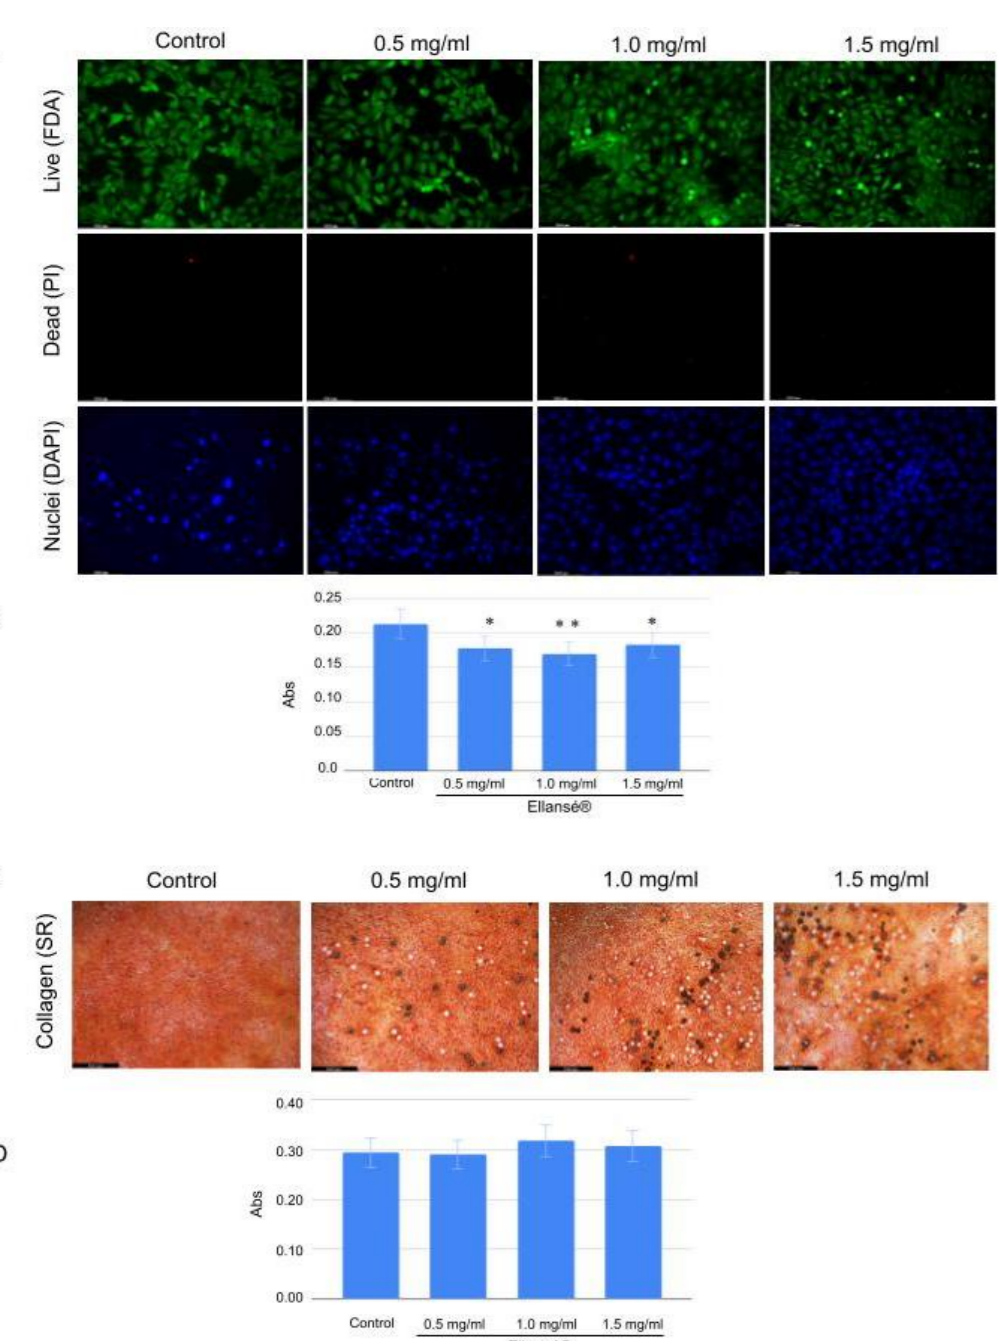 Control 0.5 mg/ml 1.0 mg/ml 1.5 mg/ml
Live (FDA)
Dead (PI)
Nuclei (DAPI)
0.25
0.20
0.15
0.10
0.05
0.0
Abs
* ** *
Control 0.5 mg/ml 1.0 mg/ml 1.5 mg/ml
Ellansé®
Control 0.5 mg/ml 1.0 mg/ml 1.5 mg/ml
Collagen (SR)
0.40
0.30
0.20
0.10
0.00
Abs
Control 0.5 mg/ml 1.0 mg/ml 1.5 mg/ml